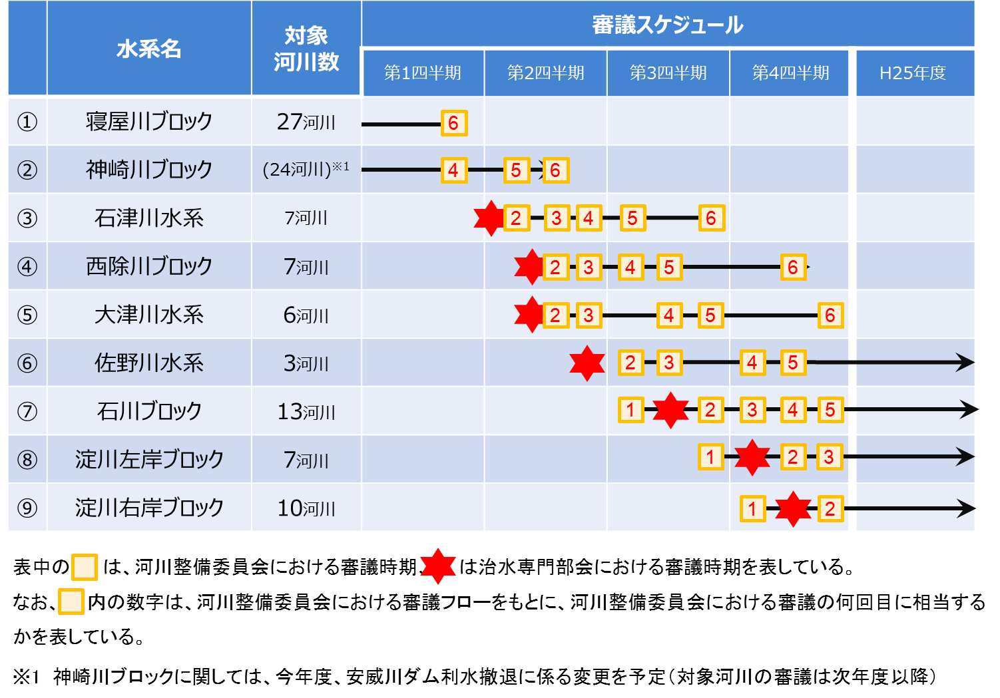 水系名 対象河川数 審議スケジュール
第1四半期 第2四半期 第3四半期 第4四半期 H25年度
① 寝屋川ブロック 27河川 6
② 神崎川ブロック (24河川)※1 4 5 6
③ 石津川水系 7河川 2 3 4 5 6
④ 西除川ブロック 7河川 2 3 4 5 6
⑤ 大津川水系 6河川 2 3 4 5 6
⑥ 佐野川水系 3河川 2 3 4 5
⑦ 石川ブロック 13河川 1 2 3 4 5
⑧ 淀川左岸ブロック 7河川 1 2 3
⑨ 淀川右岸ブロック 10河川 1 2
表中の は、河川整備委員会における審議時期、 は治水専門部会における審議時期を表している。
なお、 内の数字は、河川整備委員会における審議フローをもとに、河川整備委員会における審議の何回目に相当する
かを表している。
※1 神崎川ブロックに関しては、今年度、安威川ダム利水撤退に係る変更を予定（対象河川の審議は次年度以降）